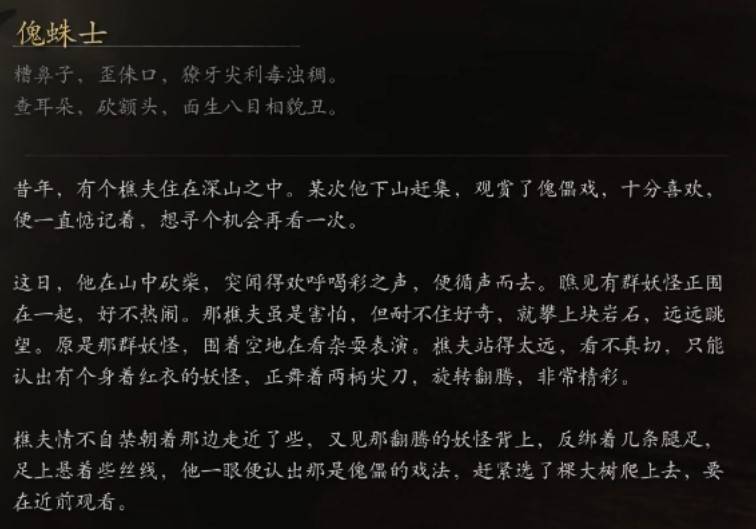 傀蛛士
糟鼻子，歪侏口，獠牙尖利毒浊稠。
查耳朵，砍额头，面生八目相貌丑。
昔年，有个樵夫住在深山之中。某次他下山赶集，观赏了傀儡戏，十分喜欢，
便一直惦记着，想寻个机会再看一次。
这日，他在山中砍柴，突闻得欢呼喝彩之声，便循声而去。瞧见有群妖怪正围
在一起，好不热闹。那樵夫虽是害怕，但耐不住好奇，就攀上块岩石，远远眺
望。原是那群妖怪，围着空地在看杂耍表演。樵夫站得太远，看不真切，只能
认出有个身着红衣的妖怪，正舞着两柄尖刀，旋转翻腾，非常精彩。
樵夫情不自禁朝着那边走近了些，又见那翻腾的妖怪背上，反绑着几条腿足，
足上悬着些丝线，他一眼便认出那是傀儡的戏法，赶紧选了棵大树爬上去，要
在近前观看。